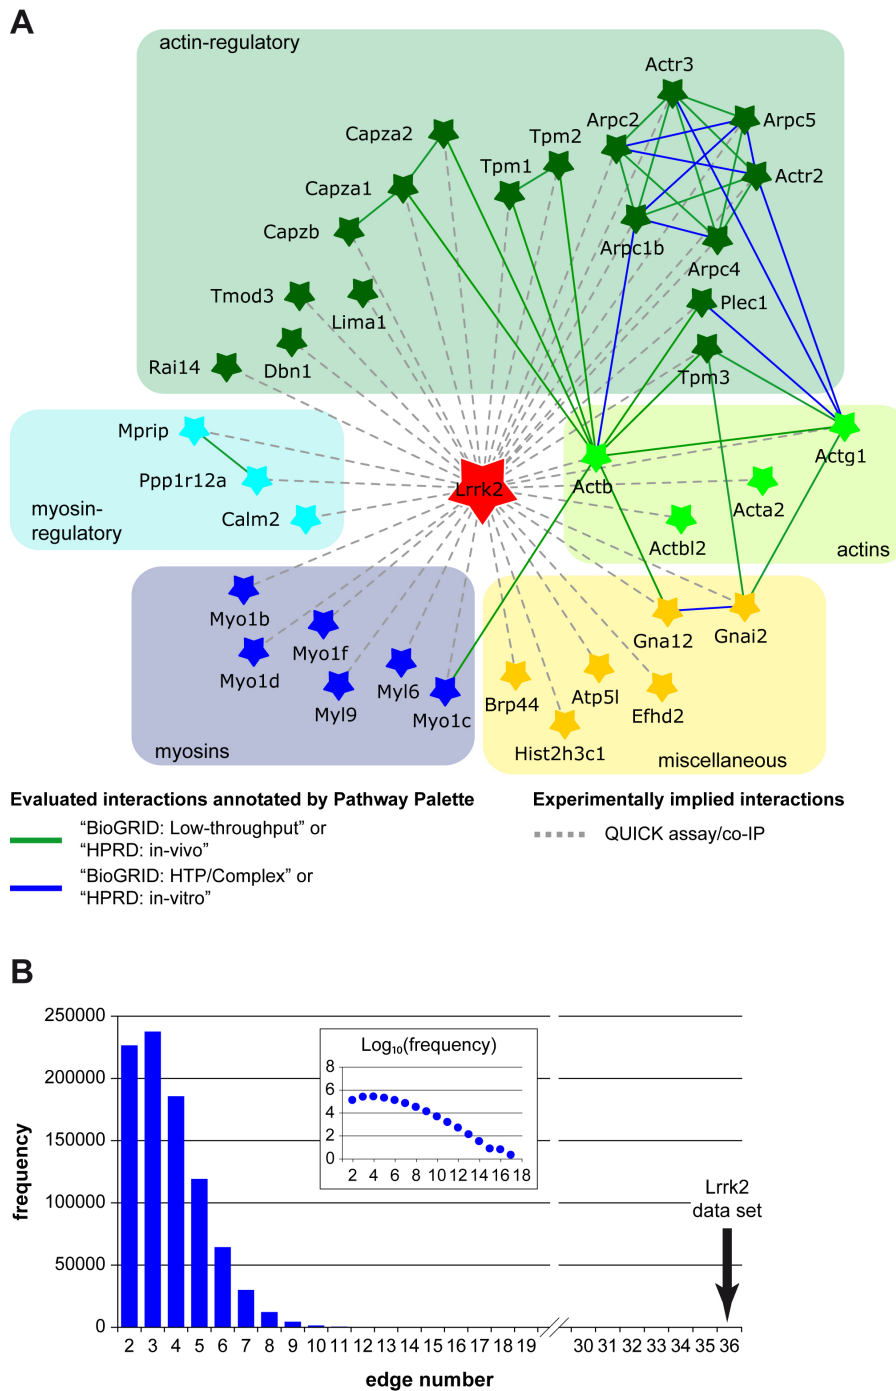 A
actin-regulatory
Actr3
Capza2
Tpm2
Arpc2
Arpc5
Tpm1
Capza1
Actr2
Capzb
Arpc1b
Arpc4
Tmod3
Lima1
Plec1
Rai14
Dbn1
Tpm3
Mprip
Actg1
Ppp1r12a
Lrrk2
Actb
myosin-
regulatory
Calm2
Acta2
Actbl2
actins
Myo1b
Myo1f
Gna12
Gnai2
Myo1d
Myl6
Myl9
Myo1c
Brp44
Atp5l
Efhd2
Hist2h3c1
myosins
miscellaneous
Evaluated interactions annotated by Pathway Palette
“BioGRID: Low-throughput” or
“HPRD: in-vivo”
“BioGRID: HTP/Complex” or
“HPRD: in-vitro”
Experimentally implied interactions
QUICK assay/co-IP
B
frequency
250000
200000
150000
100000
50000
0
Log₁₀(frequency)
8
6
4
2
0
2 4 6 8 10 12 14 16 18
Lrrk2
data set
2 3 4 5 6 7 8 9 10 11 12 13 14 15 16 17 18 19 30 31 32 33 34 35 36
edge number